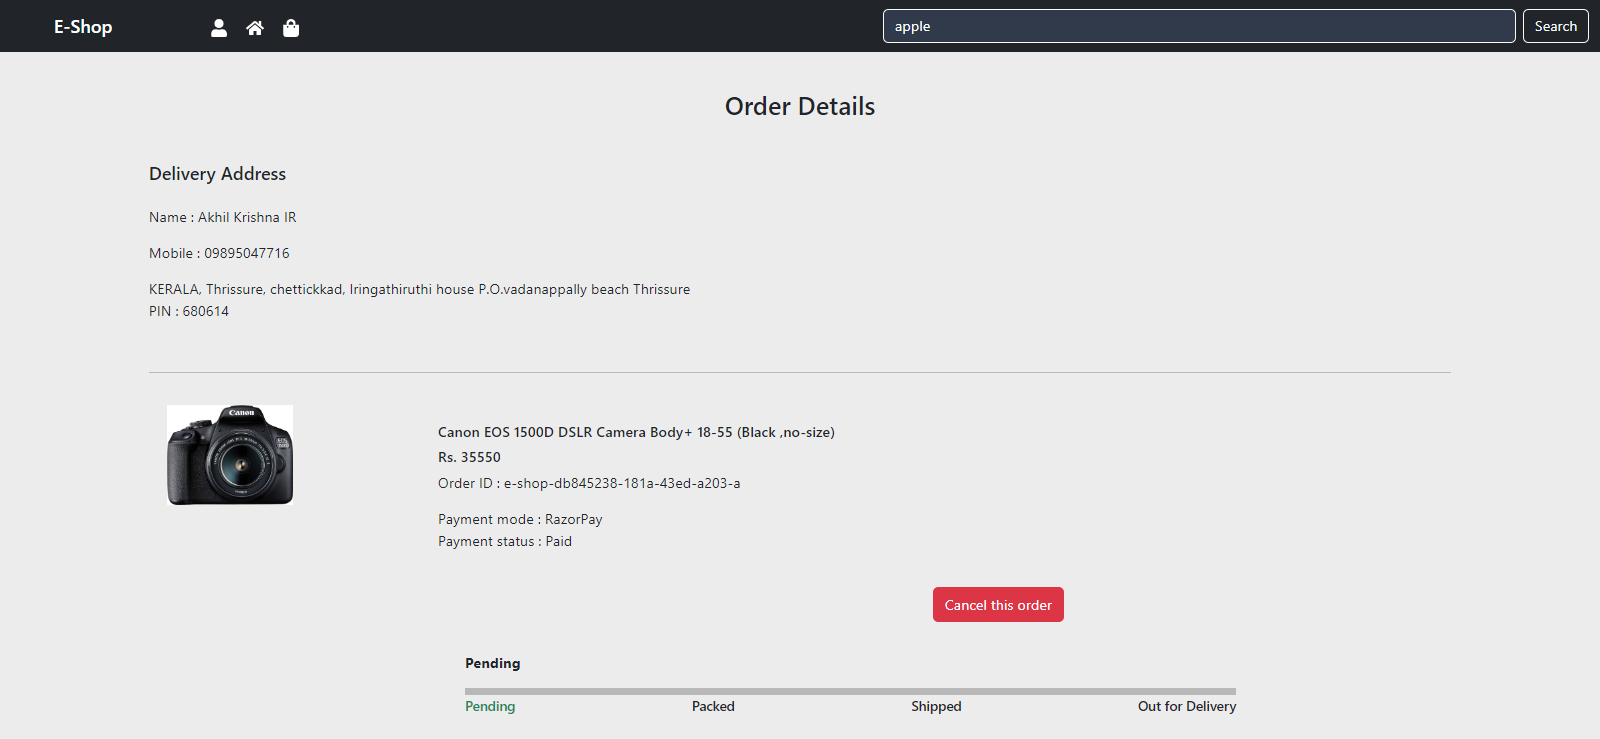 E-Shop
apple
Search
Order Details
Delivery Address
Name : Akhil Krishna IR
Mobile : 09895047716
KERALA, Thrissure, chettickkad, Iringathiruthi house P.O.vadanappally beach Thrissure
PIN : 680614
Canon
Canon EOS 1500D DSLR Camera Body+ 18-55 (Black ,no-size)
Rs. 35550
Order ID : e-shop-db845238-181a-43ed-a203-a
Payment mode : RazorPay
Payment status : Paid
Cancel this order
Pending
Pending Packed Shipped Out for Delivery